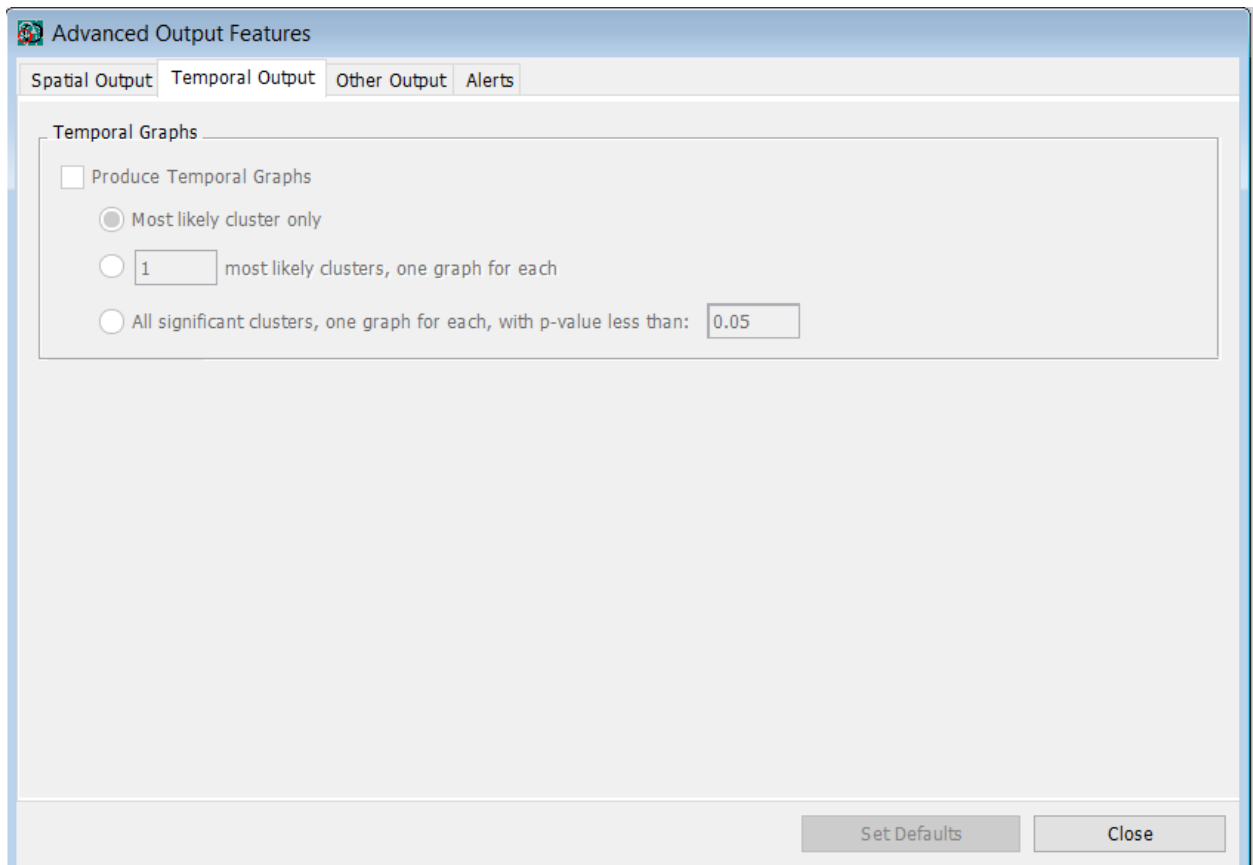 Advanced Output Features
Spatial Output Temporal Output Other Output Alerts
Temporal Graphs
Produce Temporal Graphs
Most likely cluster only
1 most likely clusters, one graph for each
All significant clusters, one graph for each, with p-value less than: 0.05
Set Defaults Close